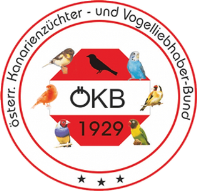 österr. Kanarienzüchter - und Vogelliebhaber-Bund
ÖKB
1929